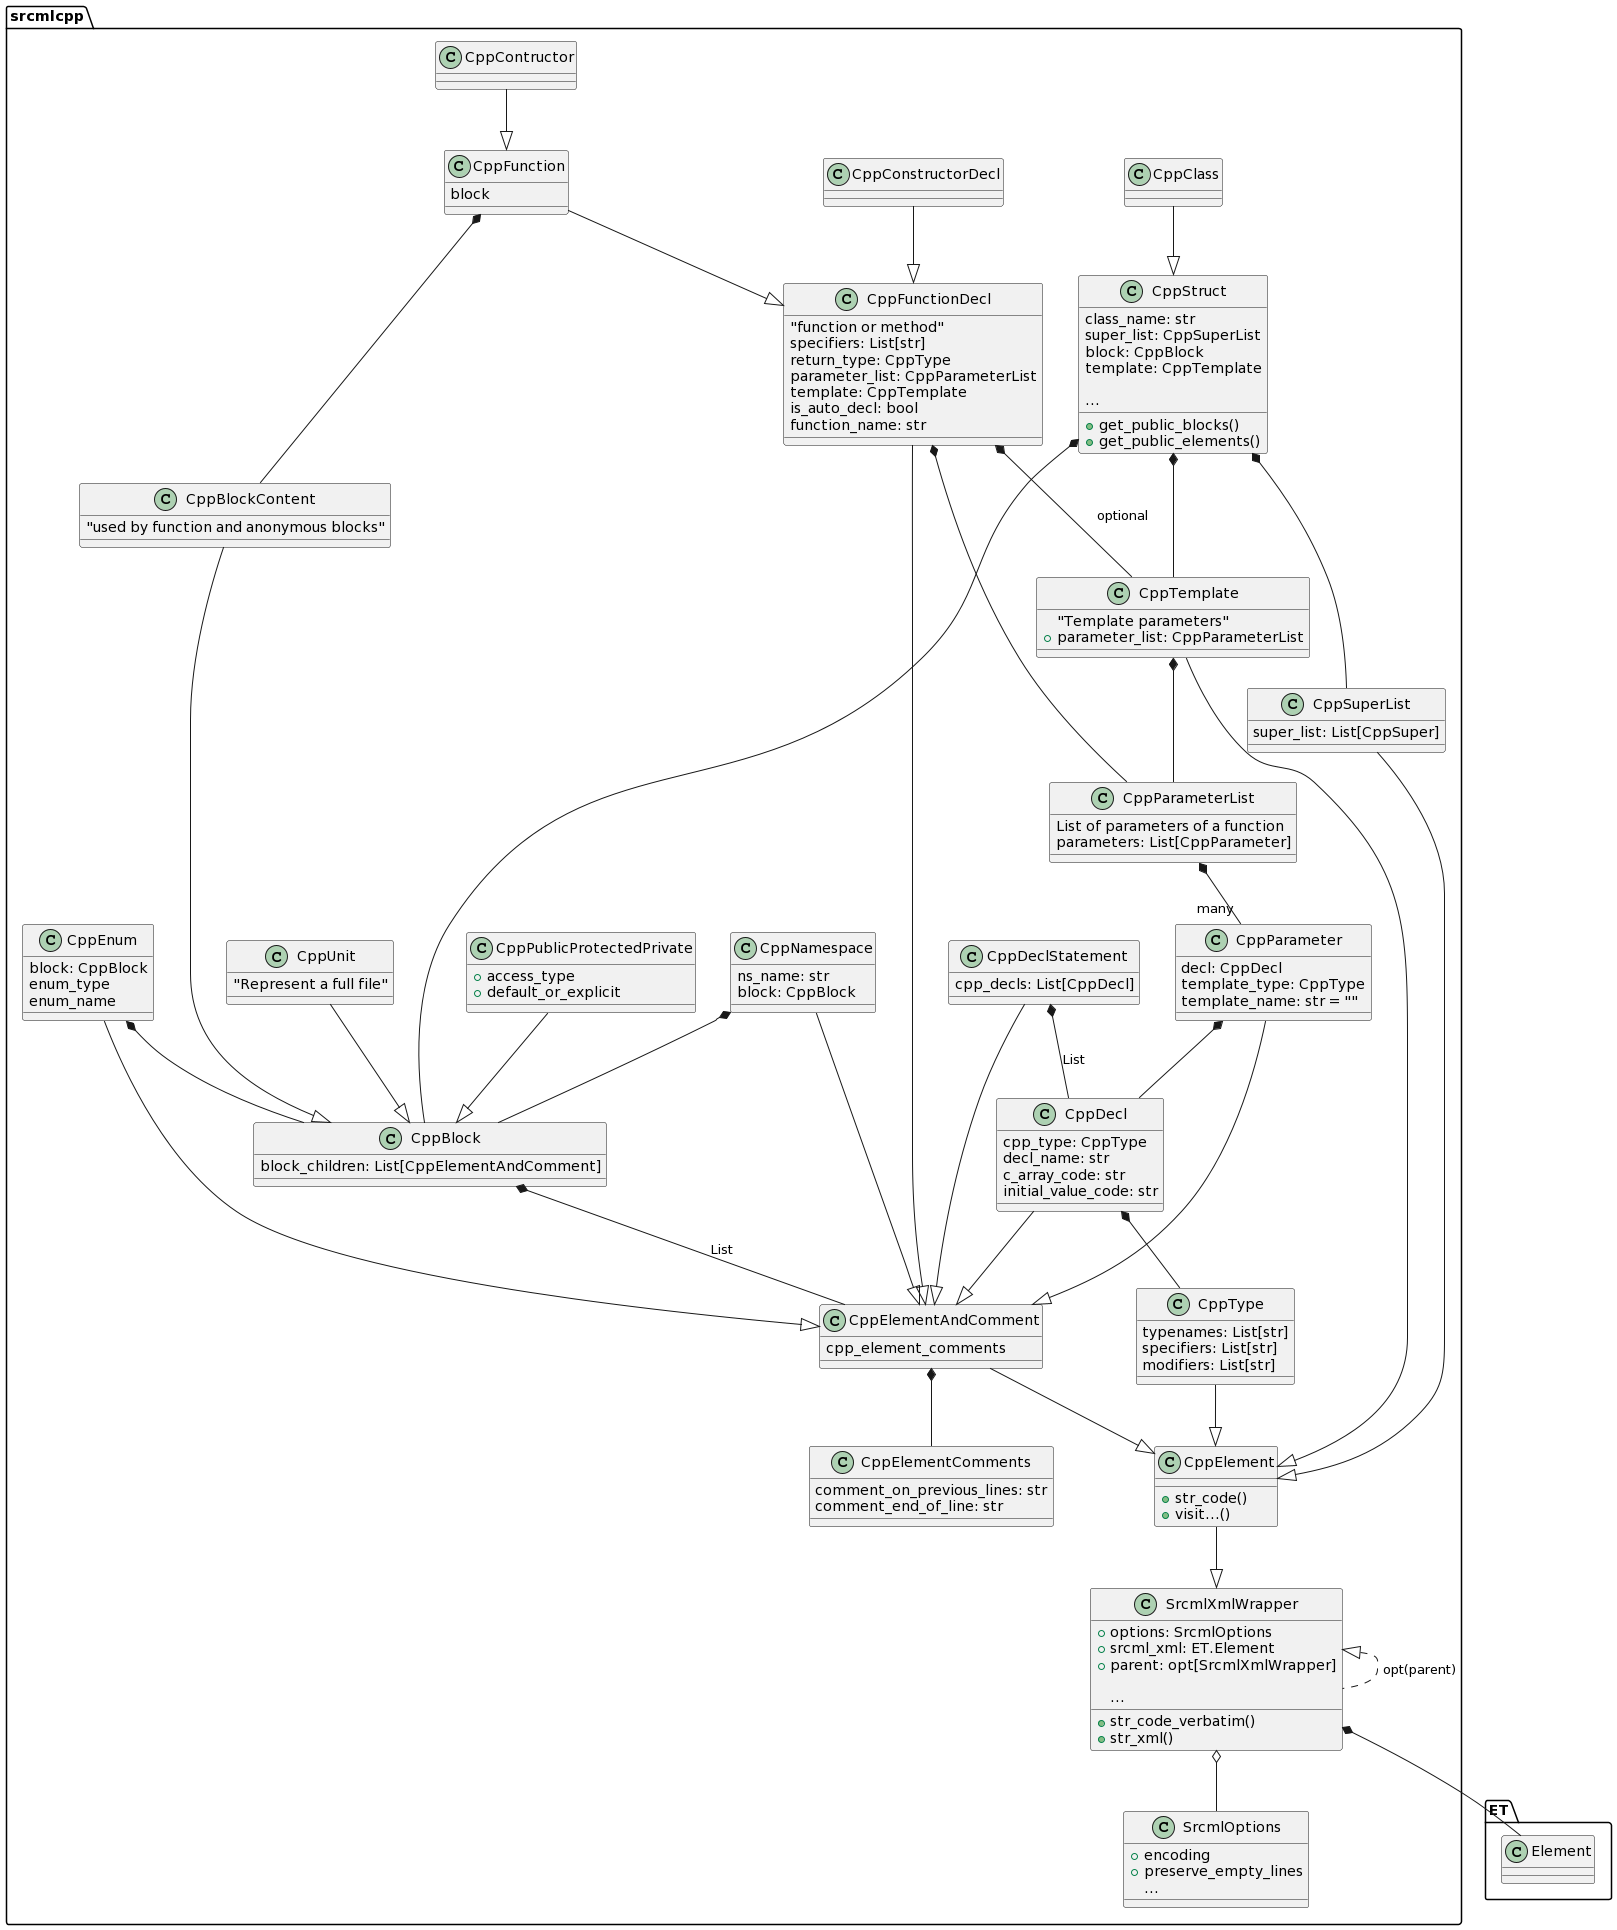 srcmlcpp
C CppContructor
C CppFunction
block
C CppConstructorDecl
C CppClass
C CppFunctionDecl
"function or method"
specifiers: List[str]
return_type: CppType
parameter_list: CppParameterList
template: CppTemplate
is_auto_decl: bool
function_name: str
C CppStruct
class_name: str
super_list: CppSuperList
block: CppBlock
template: CppTemplate
...
get_public_blocks()
get_public_elements()
C CppBlockContent
"used by function and anonymous blocks"
optional
C CppTemplate
"Template parameters"
parameter_list: CppParameterList
C CppSuperList
super_list: List[CppSuper]
C CppParameterList
List of parameters of a function
parameters: List[CppParameter]
many
C CppEnum
block: CppBlock
enum_type
enum_name
C CppUnit
"Represent a full file"
C CppPublicProtectedPrivate
access_type
default_or_explicit
C CppNamespace
ns_name: str
block: CppBlock
C CppDeclStatement
cpp_decls: List[CppDecl]
C CppParameter
decl: CppDecl
template_type: CppType
template_name: str = ""
List
C CppBlock
block_children: List[CppElementAndComment]
C CppDecl
cpp_type: CppType
decl_name: str
c_array_code: str
initial_value_code: str
List
C CppElementAndComment
cpp_element_comments
C CppType
typenames: List[str]
specifiers: List[str]
modifiers: List[str]
C CppElementComments
comment_on_previous_lines: str
comment_end_of_line: str
C CppElement
str_code()
visit...()
C SrcmlXmlWrapper
options: SrcmlOptions
srcml_xml: ET.Element
parent: opt[SrcmlXmlWrapper]
...
str_code_verbatim()
str_xml()
opt(parent)
C SrcmlOptions
encoding
preserve_empty_lines
...
ET
C Element